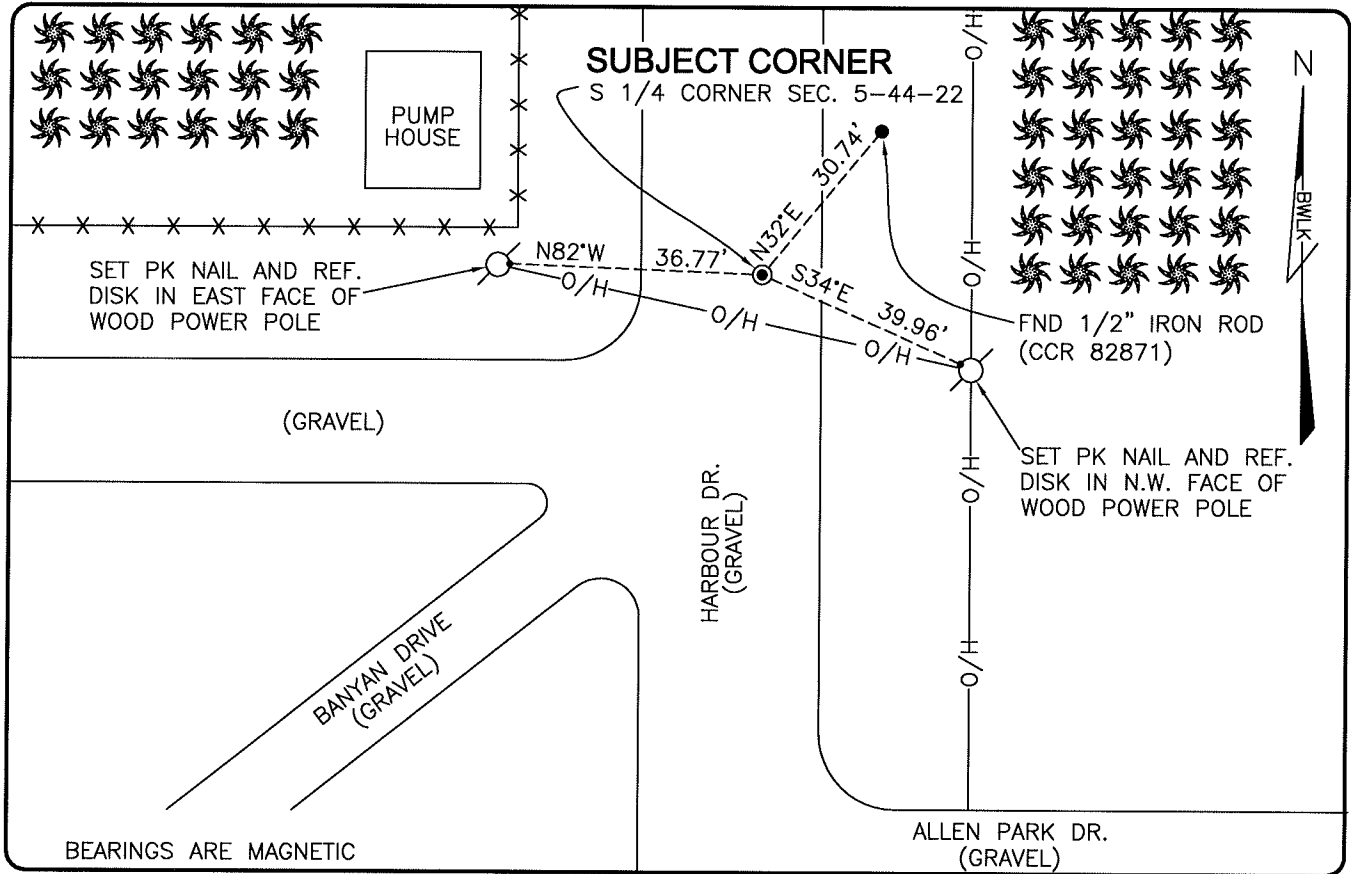 SUBJECT CORNER
S 1/4 CORNER SEC. 5-44-22
N
PUMP
HOUSE
30.74'
N32°E
BWLK
H/O
H/O
N82°W
36.77'
S34°E
39.96'
O/H
O/H
O/H
SET PK NAIL AND REF.
DISK IN EAST FACE OF
WOOD POWER POLE
FND 1/2" IRON ROD
(CCR 82871)
(GRAVEL)
SET PK NAIL AND REF.
DISK IN N.W. FACE OF
WOOD POWER POLE
H/O
HARBOUR DR.
(GRAVEL)
H/O
BANYAN DRIVE
(GRAVEL)
BEARINGS ARE MAGNETIC
ALLEN PARK DR.
(GRAVEL)